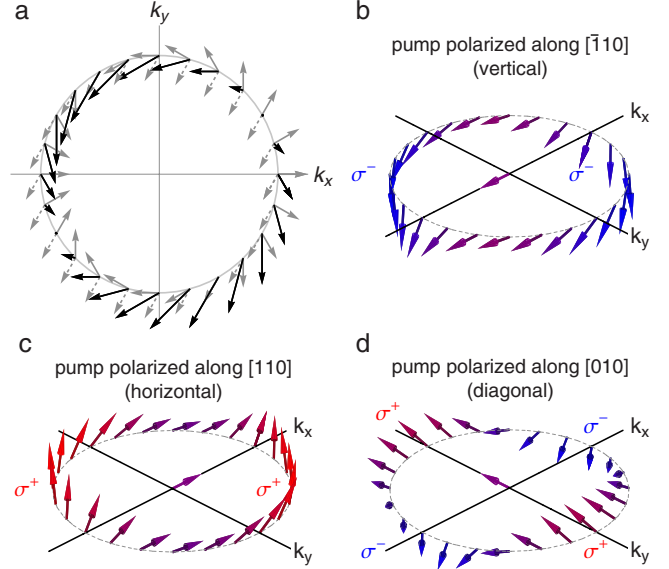 a
k_y
k_x
b
pump polarized along [1̄10]
(vertical)
k_x
σ⁻
σ⁻
k_y
c
pump polarized along [110]
(horizontal)
k_x
σ⁺
σ⁺
k_y
d
pump polarized along [010]
(diagonal)
σ⁺
σ⁻
k_x
σ⁻
σ⁺
k_y